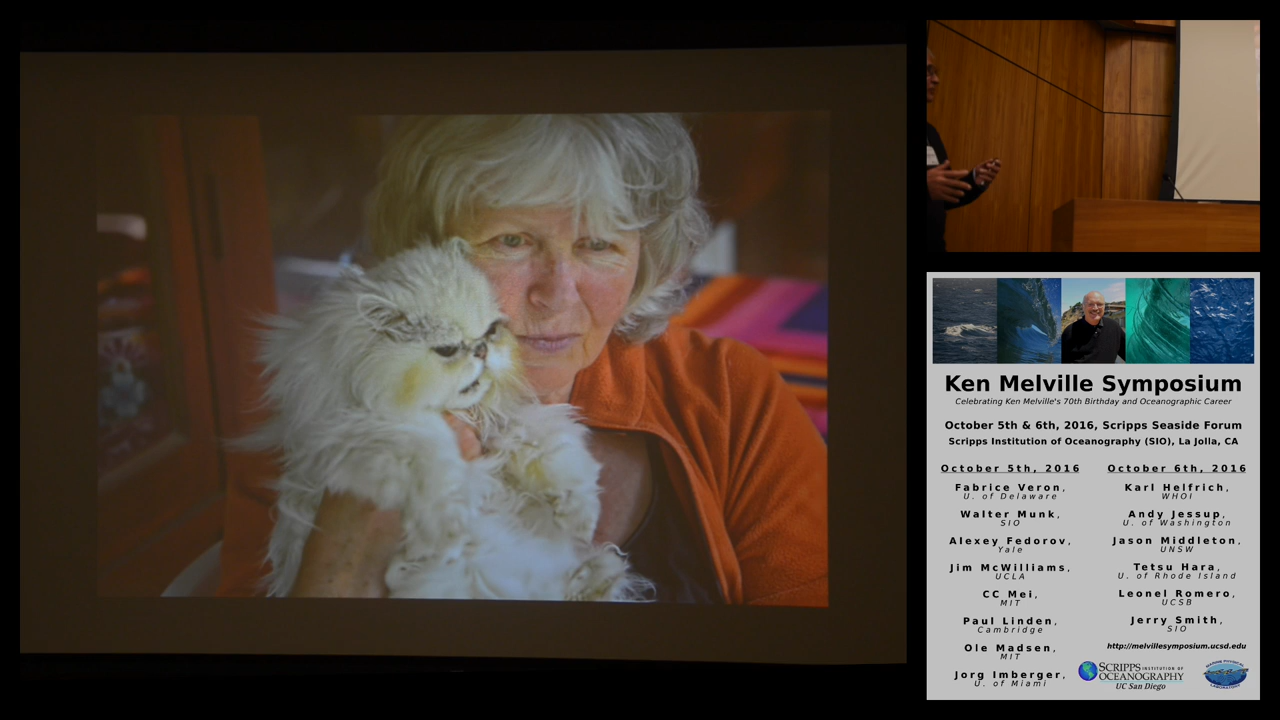 Ken Melville Symposium
Celebrating Ken Melville's 70th Birthday and Oceanographic Career
October 5th & 6th, 2016, Scripps Seaside Forum
Scripps Institution of Oceanography (SIO), La Jolla, CA
October 5th, 2016
Fabrice Veron,
U. of Delaware
Walter Munk,
SIO
Alexey Fedorov,
Yale
Jim McWilliams,
UCLA
CC Mei,
MIT
Paul Linden,
Cambridge
Ole Madsen,
MIT
Jorg Imberger,
U. of Miami
October 6th, 2016
Karl Helfrich,
WHOI
Andy Jessup,
U. of Washington
Jason Middleton,
UNSW
Tetsu Hara,
U. of Rhode Island
Leonel Romero,
UCSB
Jerry Smith,
SIO
http://melvillesymposium.ucsd.edu
SCRIPPS INSTITUTION OF
OCEANOGRAPHY
UC San Diego
MARINE PHYSICAL
LABORATORY